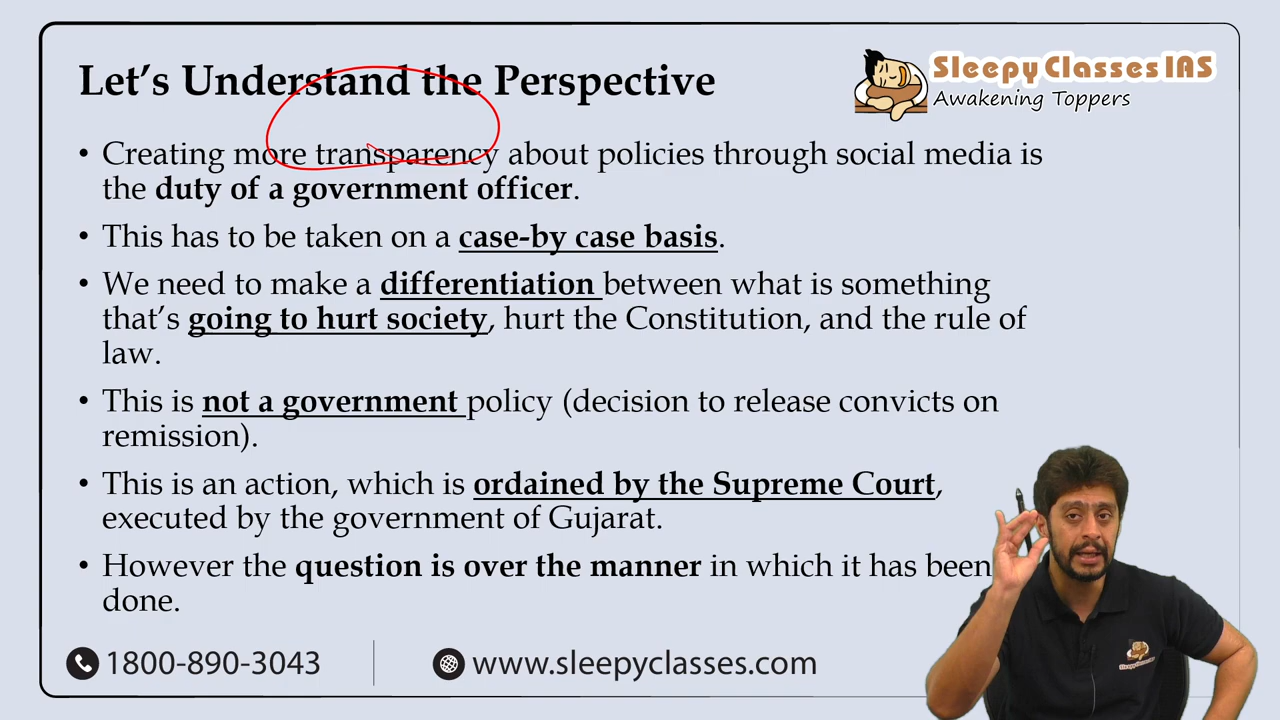 Let’s Understand the Perspective
Sleepy Classes IAS
Awakening Toppers
• Creating more transparency about policies through social media is
the duty of a government officer.
• This has to be taken on a case-by case basis.
• We need to make a differentiation between what is something
that’s going to hurt society, hurt the Constitution, and the rule of
law.
• This is not a government policy (decision to release convicts on
remission).
• This is an action, which is ordained by the Supreme Court,
executed by the government of Gujarat.
• However the question is over the manner in which it has been
done.
1800-890-3043
www.sleepyclasses.com
SleepyClasses